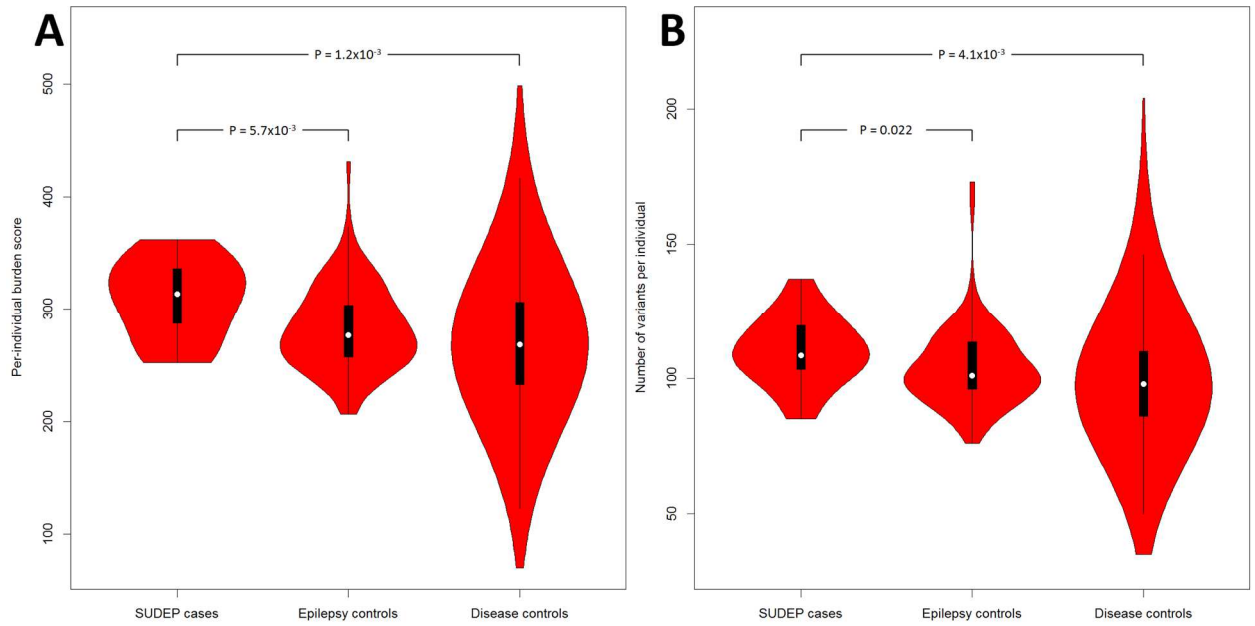 A
P = 1.2x10⁻³
P = 5.7x10⁻³
Per-individual burden score
500
400
300
200
100
SUDEP cases Epilepsy controls Disease controls
B
P = 4.1x10⁻³
P = 0.022
Number of variants per individual
200
150
100
50
SUDEP cases Epilepsy controls Disease controls